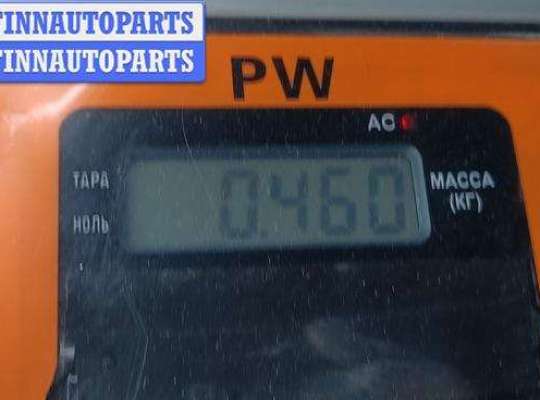 FINNAUTOPARTS
FINNAUTOPARTS
PW
AC
ТАРА
0.460
МАССА
(КГ)
НОЛЬ